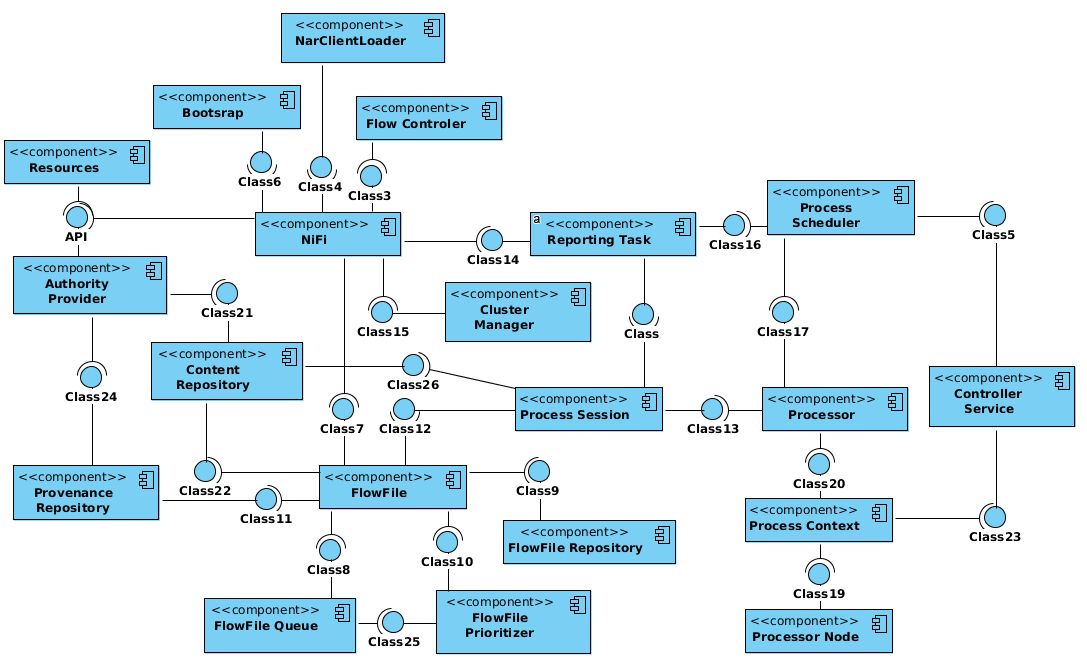 <<component>>
NarClientLoader
<<component>>
Bootsrap
<<component>>
Flow Controler
<<component>>
Resources
Class6
Class4
Class3
<<component>>
Process
Scheduler
API
<<component>>
NiFi
a
<<component>>
Reporting Task
Class16
Class5
Class14
<<component>>
Authority
Provider
Class21
<<component>>
Cluster
Manager
Class15
Class
Class17
<<component>>
Content
Repository
Class26
Class24
<<component>>
Controller
Service
<<component>>
Process Session
<<component>>
Processor
Class7
Class12
Class13
<<component>>
Provenance
Repository
Class22
<<component>>
FlowFile
Class9
Class20
Class11
<<component>>
FlowFile Repository
<<component>>
Process Context
Class23
Class8
Class10
Class19
<<component>>
FlowFile Queue
Class25
<<component>>
FlowFile
Prioritizer
<<component>>
Processor Node